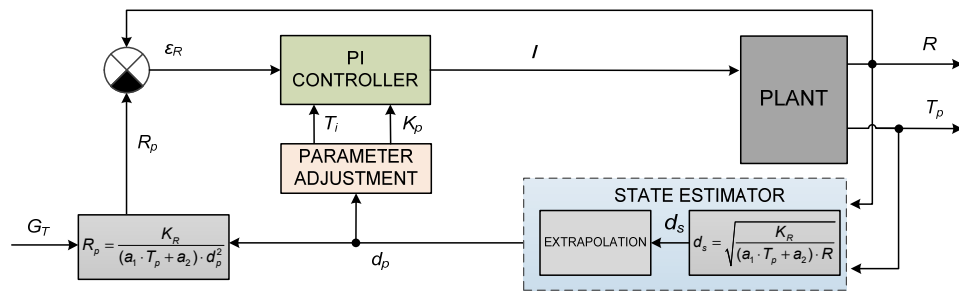 R
ε_R
PI
CONTROLLER
I
PLANT
T_p
T_i
K_p
R_p
PARAMETER
ADJUSTMENT
STATE ESTIMATOR
G_T
R_p = K_R / ((a_1 · T_p + a_2) · d_p^2)
d_p
EXTRAPOLATION
d_s
d_s = √(K_R / ((a_1 · T_p + a_2) · R))